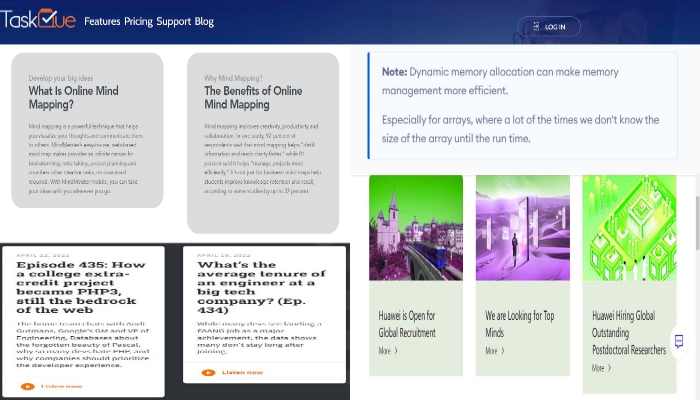 TaskQue
Features Pricing Support Blog
LOG IN
Develop your big ideas
What Is Online Mind
Mapping?
Mind mapping is a powerful technique that helps
you visualize your thoughts and communicate them
to others. MindMeister's easy-to-use, web-based
mind map maker provides an infinite canvas for
brainstorming, note-taking, project planning and
countless other creative tasks, no download
required. With MindMeister mobile, you can take
your ideas with you wherever you go.
Why Mind Mapping?
The Benefits of Online
Mind Mapping
Mind mapping improves creativity, productivity and
collaboration. In one study, 92 percent of
respondents said that mind mapping helps "distill
information and reach clarity faster," while 81
percent said it helps "manage projects more
efficiently." It's not just for business: mind maps help
students improve knowledge retention and recall,
according to some studies by up to 32 percent.
Note: Dynamic memory allocation can make memory
management more efficient.
Especially for arrays, where a lot of the times we don't know the
size of the array until the run time.
APRIL 22, 2022
Episode 435: How
a college extra-
credit project
became PHP3,
still the bedrock
of the web
The home team chats with Andi
Gutmans, Google's GM and VP of
Engineering, Databases about
the forgotten beauty of Pascal,
why so many devs hate PHP, and
why companies should prioritize
the developer experience.
Listen now
APRIL 19, 2022
What's the
average tenure of
an engineer at a
big tech
company? (Ep.
434)
While many devs see landing a
FAANG job as a major
achievement, the data shows
many don't stay long after
joining.
Listen now
Huawei is Open for
Global Recruitment
More >
We are Looking for Top
Minds
More >
Huawei Hiring Global
Outstanding
Postdoctoral Researchers
More >